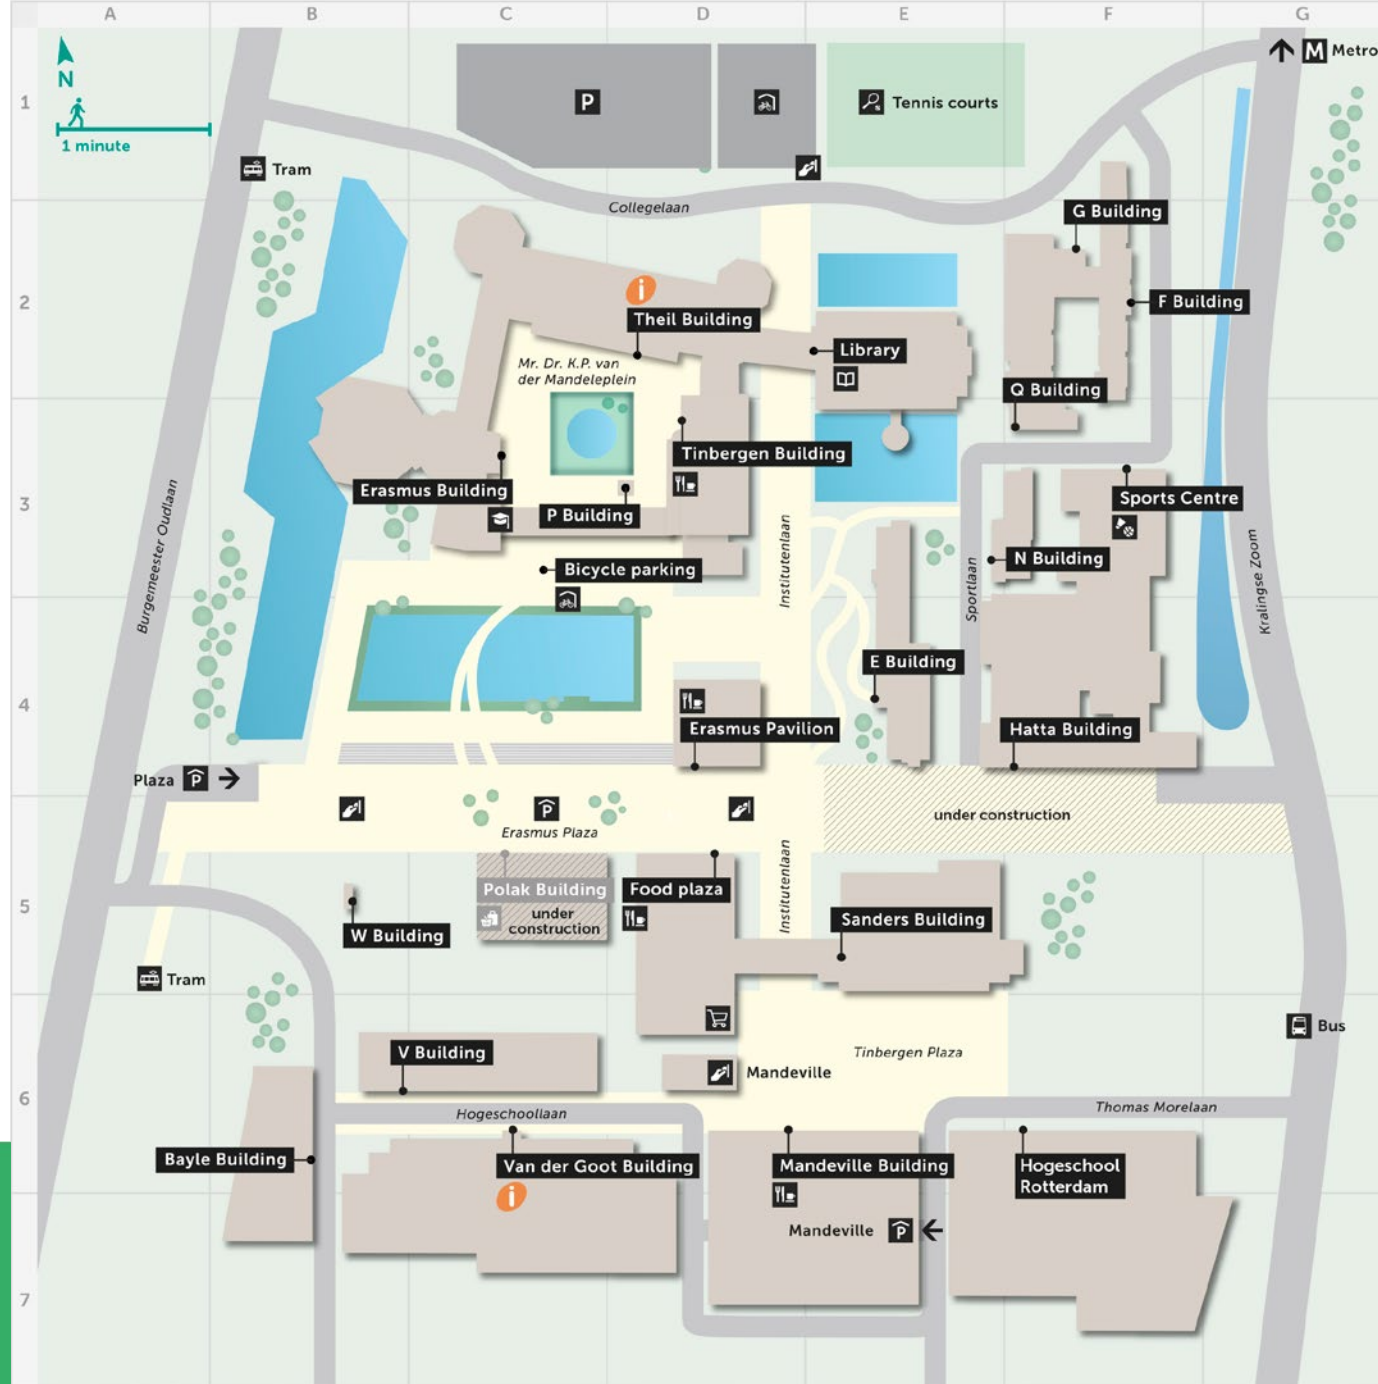 A B C D E F G
N
1 minute
1
P
M Metro
Tennis courts
Tram
Collegelaan
G Building
2
i
Theil Building
F Building
Library
Mr. Dr. K.P. van
der Mandeleplein
Q Building
Tinbergen Building
Erasmus Building
3
P Building
Sports Centre
Burgemeester Oudlaan
Institutenlaan
Sportlaan
Kralingse Zoom
N Building
Bicycle parking
E Building
4
Erasmus Pavilion
Hatta Building
Plaza P
P
under construction
Erasmus Plaza
Institutenlaan
5
Polak Building
under
construction
Food plaza
Sanders Building
W Building
Tram
Bus
V Building
Tinbergen Plaza
Mandeville
6
Hogeschoollaan
Thomas Morelaan
Bayle Building
Van der Goot Building
Mandeville Building
Hogeschool
Rotterdam
i
Mandeville P
7